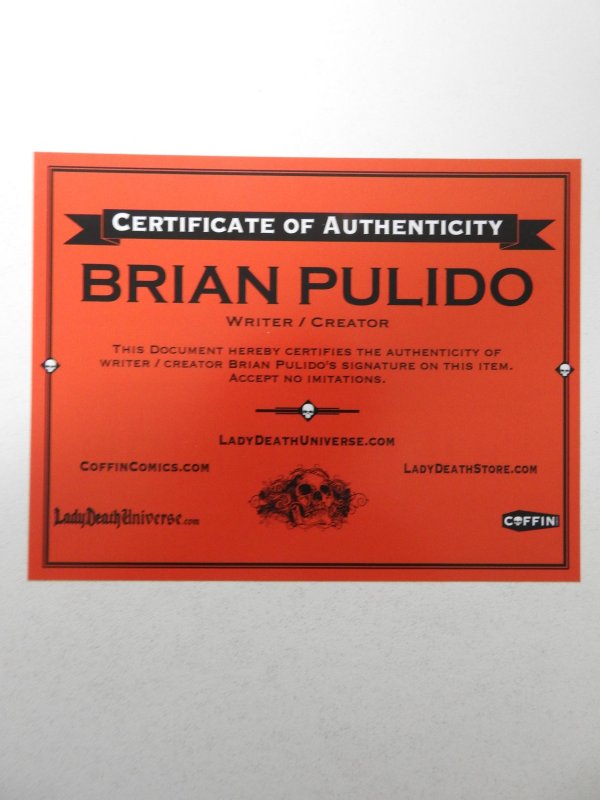 CERTIFICATE OF AUTHENTICITY
BRIAN PULIDO
WRITER / CREATOR
THIS DOCUMENT HEREBY CERTIFIES THE AUTHENTICITY OF
WRITER / CREATOR BRIAN PULIDO'S SIGNATURE ON THIS ITEM.
ACCEPT NO IMITATIONS.
LADYDEATHUNIVERSE.COM
COFFINCOMICS.COM
LADYDEATHSTORE.COM
LadyDeathUniverse.com
COFFIN